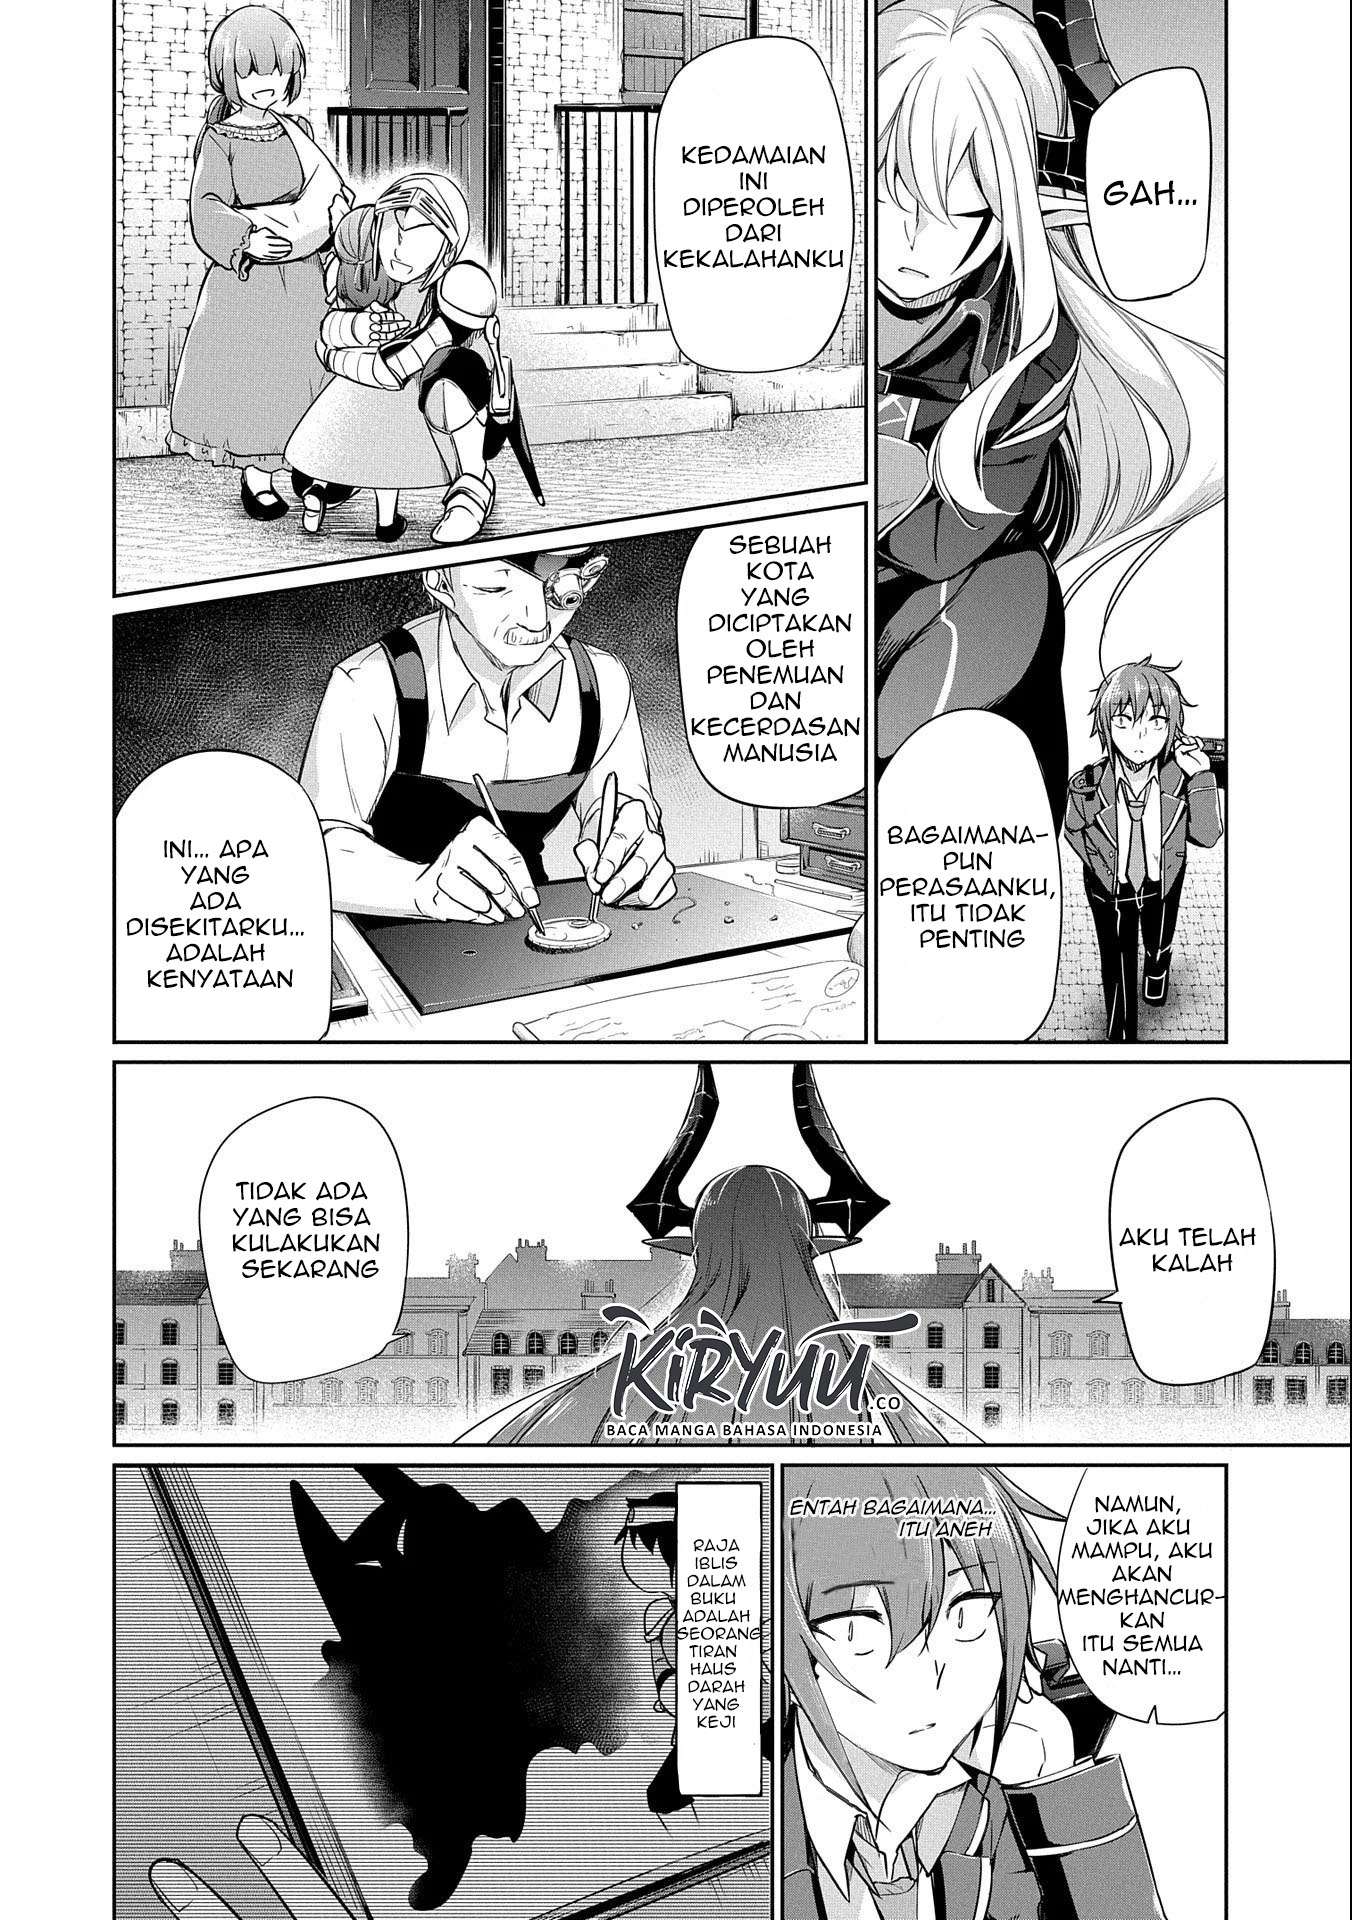 GAH...
BAGAIMANA-
PUN
PERASAANKU,
ITU TIDAK
PENTING
KEDAMAIAN
INI
DIPEROLEH
DARI
KEKALAHANKU
SEBUAH
KOTA
YANG
DICIPTAKAN
OLEH
PENEMUAN
DAN
KECERDASAN
MANUSIA
INI... APA
YANG
ADA
DISEKITARKU...
ADALAH
KENYATAAN
AKU TELAH
KALAH
TIDAK ADA
YANG BISA
KULAKUKAN
SEKARANG
KIRYUU.CO
BACA MANGA BAHASA INDONESIA
NAMUN,
JIKA AKU
MAMPU, AKU
AKAN
MENGHANCUR-
KAN
ITU SEMUA
NANTI...
ENTAH BAGAIMANA...
ITU ANEH
RAJA
IBLIS
DALAM
BUKU
ADALAH
SEORANG
TIRAN
HAUS
DARAH
YANG
KEJI